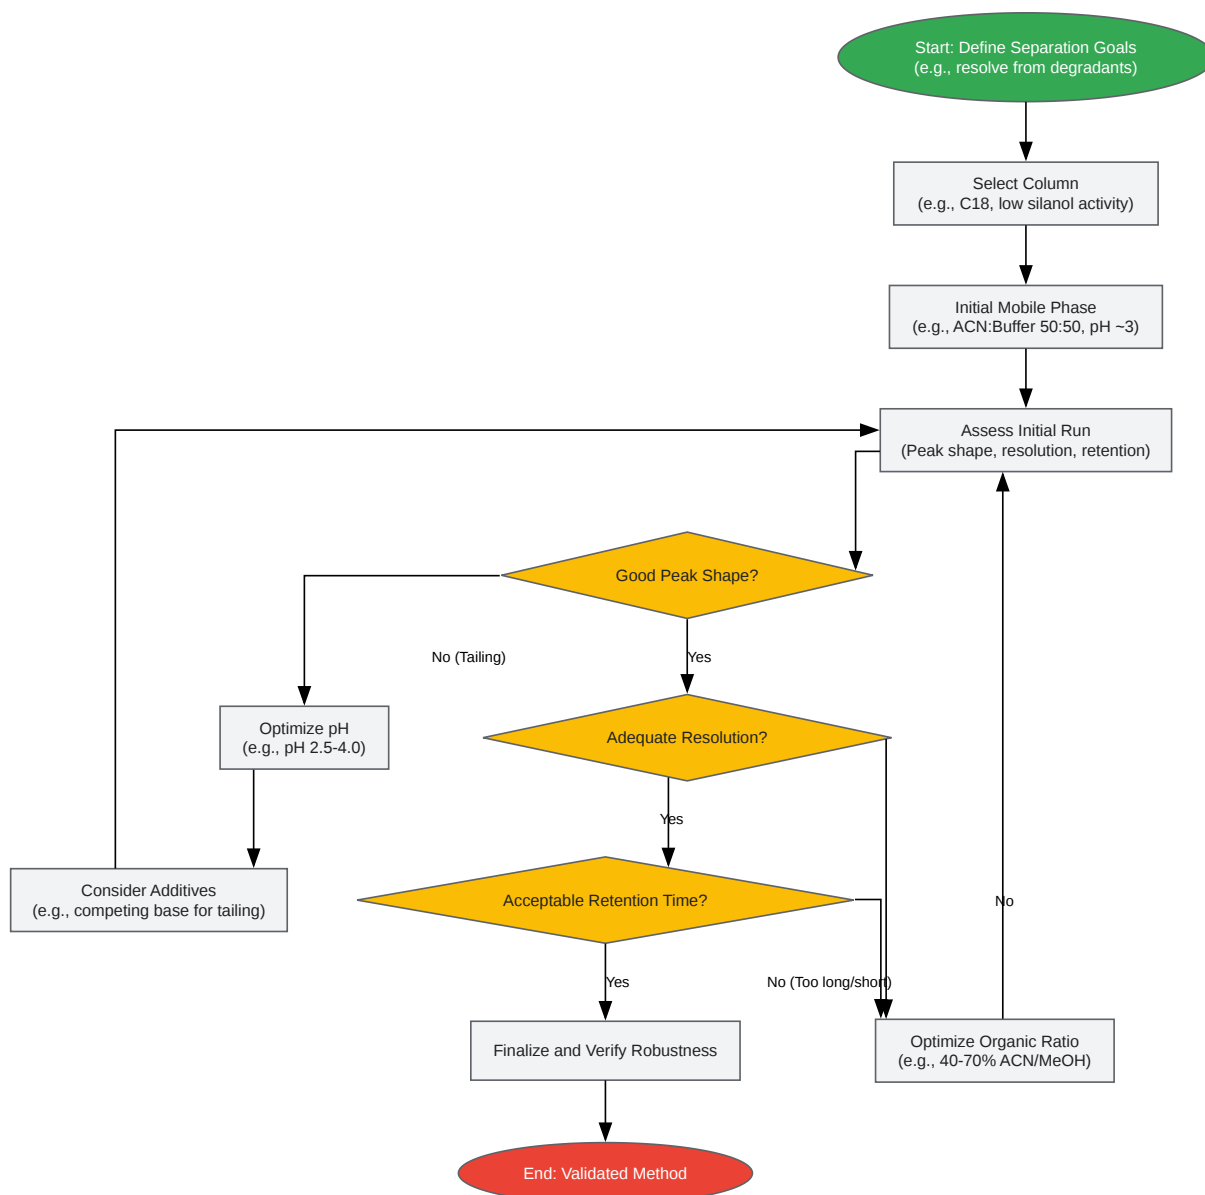 Start: Define Separation Goals
(e.g., resolve from degradants)
Select Column
(e.g., C18, low silanol activity)
Initial Mobile Phase
(e.g., ACN:Buffer 50:50, pH ~3)
Assess Initial Run
(Peak shape, resolution, retention)
Good Peak Shape?
No (Tailing)
Yes
Optimize pH
(e.g., pH 2.5-4.0)
Adequate Resolution?
Yes
Consider Additives
(e.g., competing base for tailing)
Acceptable Retention Time?
No
Yes
No (Too long/short)
Finalize and Verify Robustness
Optimize Organic Ratio
(e.g., 40-70% ACN/MeOH)
End: Validated Method